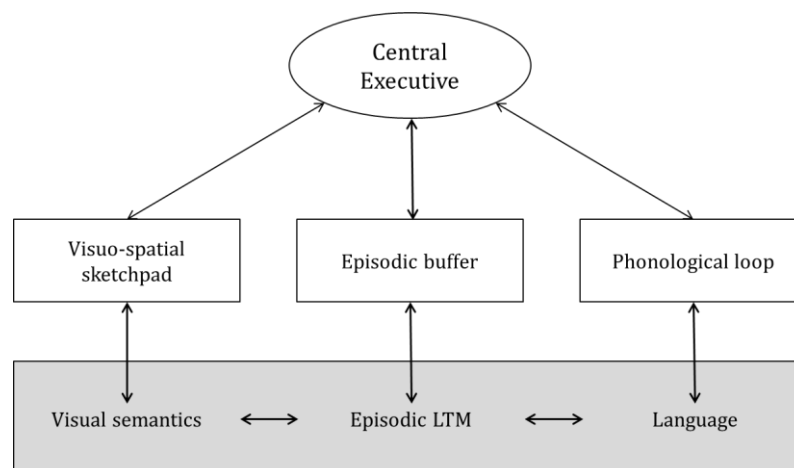 Central
Executive
Visuo-spatial
sketchpad
Episodic buffer
Phonological loop
Visual semantics
Episodic LTM
Language